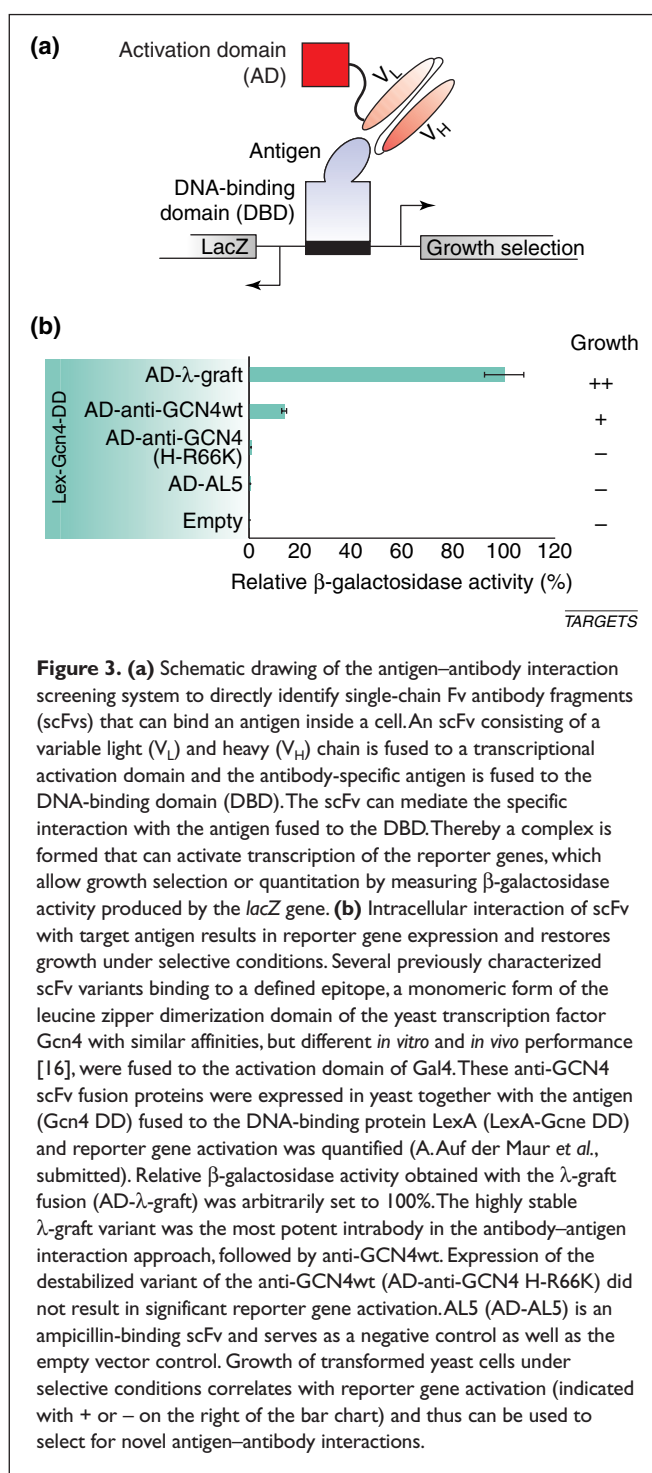 (a)
Activation domain
(AD)
V_L
V_H
Antigen
DNA-binding
domain (DBD)
LacZ
Growth selection
(b)
Growth
Lex-Gcn4-DD
AD-λ-graft
++
AD-anti-GCN4wt
+
AD-anti-GCN4
(H-R66K)
–
AD-AL5
–
Empty
–
0 20 40 60 80 100 120
Relative β-galactosidase activity (%)
TARGETS
Figure 3. (a) Schematic drawing of the antigen–antibody interaction
screening system to directly identify single-chain Fv antibody fragments
(scFvs) that can bind an antigen inside a cell. An scFv consisting of a
variable light (V_L) and heavy (V_H) chain is fused to a transcriptional
activation domain and the antibody-specific antigen is fused to the
DNA-binding domain (DBD). The scFv can mediate the specific
interaction with the antigen fused to the DBD. Thereby a complex is
formed that can activate transcription of the reporter genes, which
allow growth selection or quantitation by measuring β-galactosidase
activity produced by the lacZ gene. (b) Intracellular interaction of scFv
with target antigen results in reporter gene expression and restores
growth under selective conditions. Several previously characterized
scFv variants binding to a defined epitope, a monomeric form of the
leucine zipper dimerization domain of the yeast transcription factor
Gcn4 with similar affinities, but different in vitro and in vivo performance
[16], were fused to the activation domain of Gal4. These anti-GCN4
scFv fusion proteins were expressed in yeast together with the antigen
(Gcn4 DD) fused to the DNA-binding protein LexA (LexA-Gcne DD)
and reporter gene activation was quantified (A. Auf der Maur et al.,
submitted). Relative β-galactosidase activity obtained with the λ-graft
fusion (AD-λ-graft) was arbitrarily set to 100%. The highly stable
λ-graft variant was the most potent intrabody in the antibody–antigen
interaction approach, followed by anti-GCN4wt. Expression of the
destabilized variant of the anti-GCN4wt (AD-anti-GCN4 H-R66K) did
not result in significant reporter gene activation. AL5 (AD-AL5) is an
ampicillin-binding scFv and serves as a negative control as well as the
empty vector control. Growth of transformed yeast cells under
selective conditions correlates with reporter gene activation (indicated
with + or – on the right of the bar chart) and thus can be used to
select for novel antigen–antibody interactions.